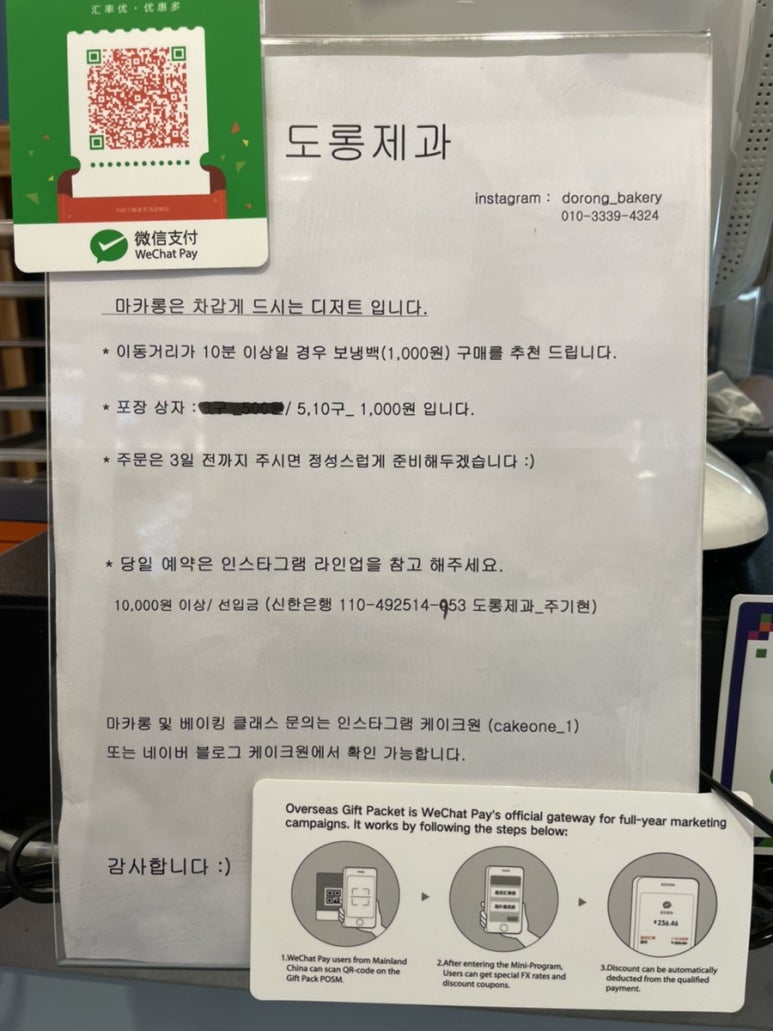 汇率优·优惠多
微信支付
WeChat Pay
도롱제과
instagram : dorong_bakery
010-3339-4324
마카롱은 차갑게 드시는 디저트 입니다.
* 이동거리가 10분 이상일 경우 보냉백(1,000원) 구매를 추천 드립니다.
* 포장 상자 : / 5,10구_ 1,000원 입니다.
* 주문은 3일 전까지 주시면 정성스럽게 준비해두겠습니다 :)
* 당일 예약은 인스타그램 라인업을 참고 해주세요.
10,000원 이상/ 선입금 (신한은행 110-492514-953 도롱제과_주기현)
마카롱 및 베이킹 클래스 문의는 인스타그램 케이크원 (cakeone_1)
또는 네이버 블로그 케이크원에서 확인 가능합니다.
감사합니다 :)
Overseas Gift Packet is WeChat Pay's official gateway for full-year marketing
campaigns. It works by following the steps below:
¥236.46
1.WeChat Pay users from Mainland
China can scan QR-code on the
Gift Pack POSM.
2.After entering the Mini-Program,
Users can get special FX rates and
discount coupons.
3.Discount can be automatically
deducted from the qualified
payment.